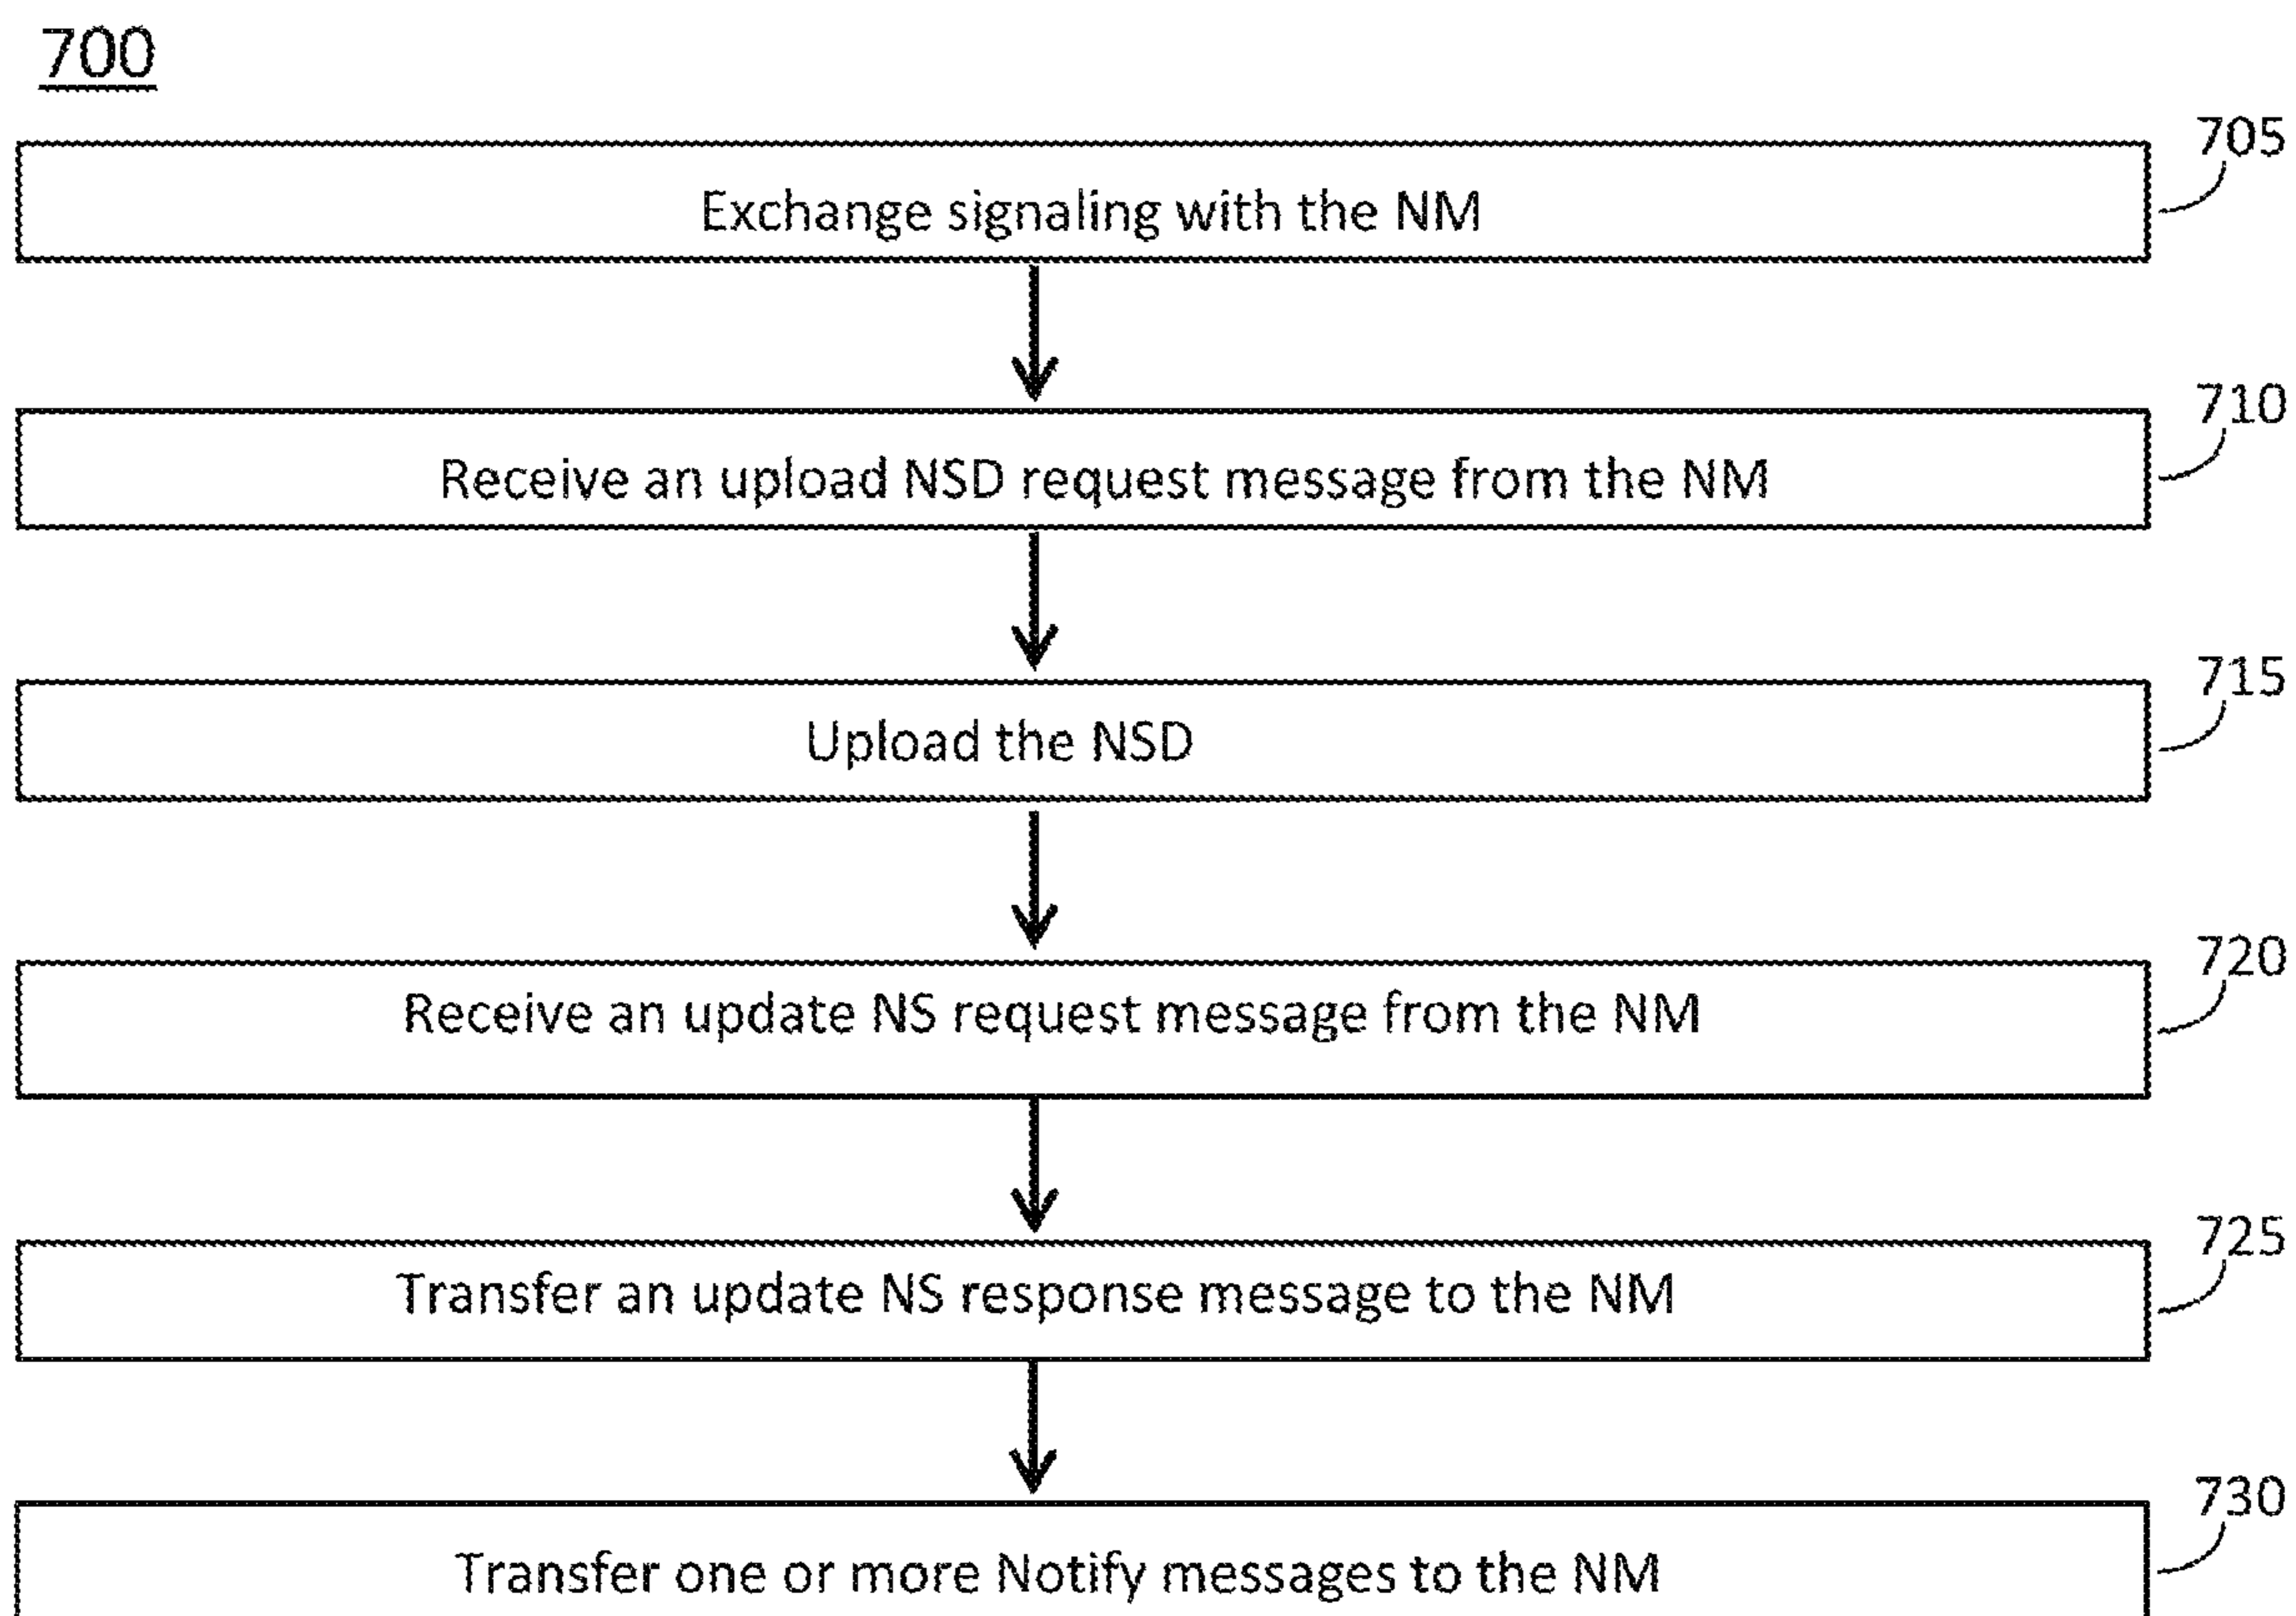 700
705
Exchange signaling with the NM
710
Receive an upload NSD request message from the NM
715
Upload the NSD
720
Receive an update NS request message from the NM
725
Transfer an update NS response message to the NM
730
Transfer one or more Notify messages to the NM